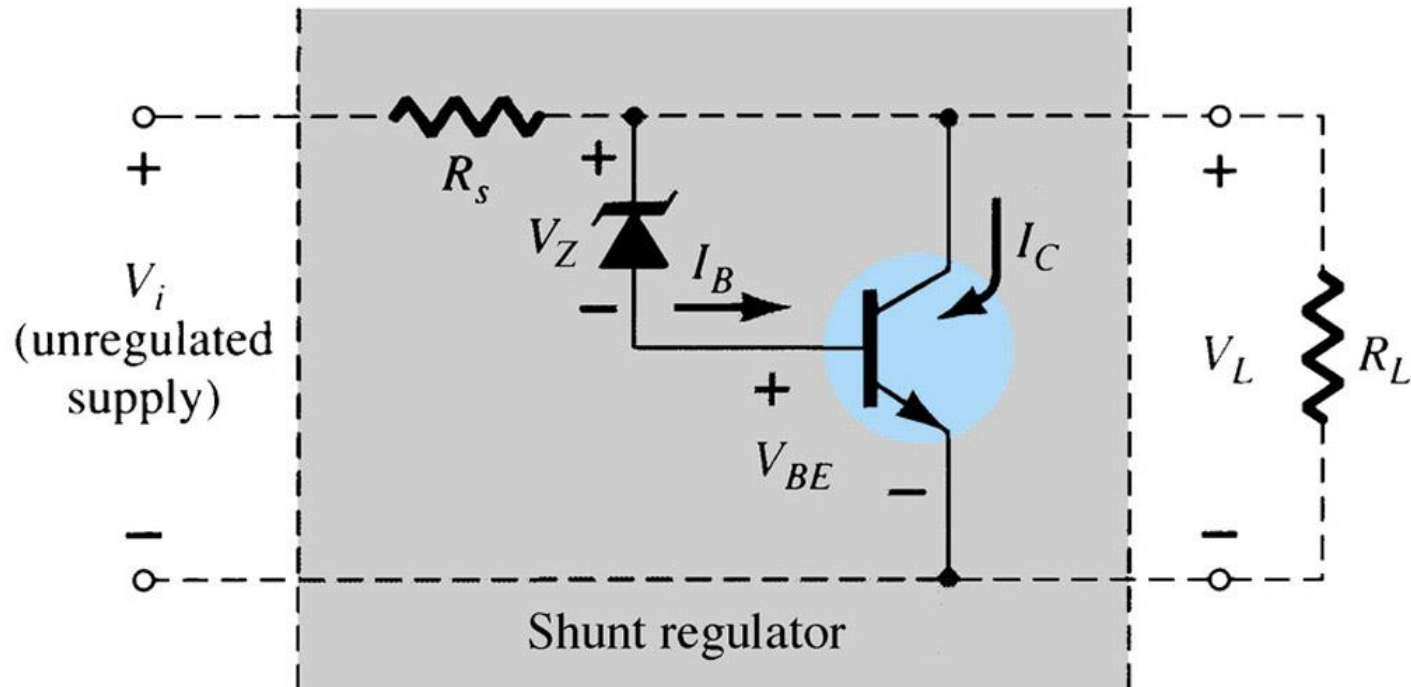 +
R_s
+
V_Z
I_B
I_C
+
V_i
(unregulated
supply)
−
V_L
R_L
+
V_BE
−
−
−
Shunt regulator